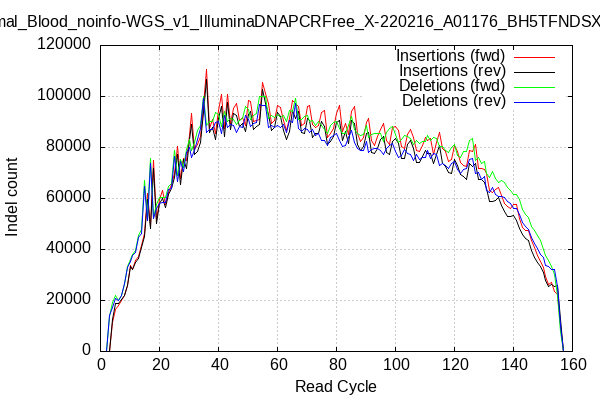 mal_Blood_noinfo-WGS_v1_IlluminaDNAPCRFree_X-220216_A01176_BH5TFNDSX
Insertions (fwd)
Insertions (rev)
Deletions (fwd)
Deletions (rev)
120000
100000
80000
60000
40000
20000
0
Indel count
0 20 40 60 80 100 120 140 160
Read Cycle